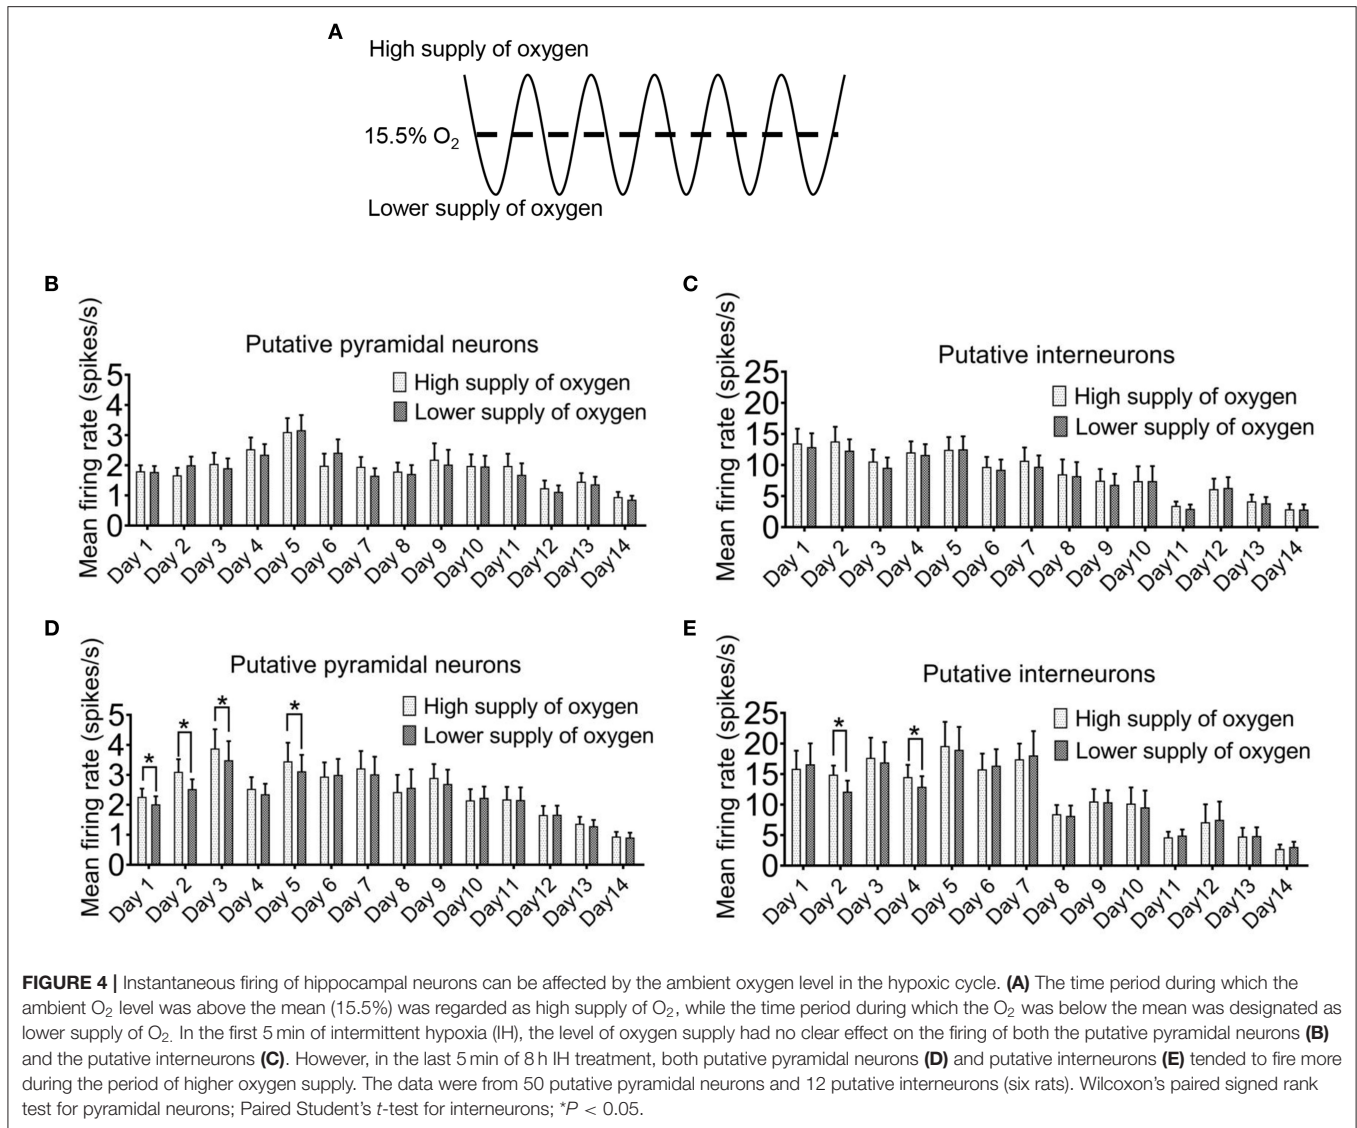 A
High supply of oxygen
15.5% O2
Lower supply of oxygen
B
Putative pyramidal neurons
Mean firing rate (spikes/s)
5
4
3
2
1
0
High supply of oxygen
Lower supply of oxygen
Day 1
Day 2
Day 3
Day 4
Day 5
Day 6
Day 7
Day 8
Day 9
Day10
Day11
Day12
Day13
Day14
C
Putative interneurons
Mean firing rate (spikes/s)
25
20
15
10
5
0
High supply of oxygen
Lower supply of oxygen
Day 1
Day 2
Day 3
Day 4
Day 5
Day 6
Day 7
Day 8
Day 9
Day10
Day11
Day12
Day13
Day14
D
Putative pyramidal neurons
Mean firing rate (spikes/s)
5
4
3
2
1
0
High supply of oxygen
Lower supply of oxygen
*
*
*
*
Day 1
Day 2
Day 3
Day 4
Day 5
Day 6
Day 7
Day 8
Day 9
Day10
Day11
Day12
Day13
Day14
E
Putative interneurons
Mean firing rate (spikes/s)
25
20
15
10
5
0
High supply of oxygen
Lower supply of oxygen
*
*
Day 1
Day 2
Day 3
Day 4
Day 5
Day 6
Day 7
Day 8
Day 9
Day10
Day11
Day12
Day13
Day14
FIGURE 4 | Instantaneous firing of hippocampal neurons can be affected by the ambient oxygen level in the hypoxic cycle. (A) The time period during which the
ambient O2 level was above the mean (15.5%) was regarded as high supply of O2, while the time period during which the O2 was below the mean was designated as
lower supply of O2. In the first 5 min of intermittent hypoxia (IH), the level of oxygen supply had no clear effect on the firing of both the putative pyramidal neurons (B)
and the putative interneurons (C). However, in the last 5 min of 8 h IH treatment, both putative pyramidal neurons (D) and putative interneurons (E) tended to fire more
during the period of higher oxygen supply. The data were from 50 putative pyramidal neurons and 12 putative interneurons (six rats). Wilcoxon's paired signed rank
test for pyramidal neurons; Paired Student's t-test for interneurons; *P < 0.05.